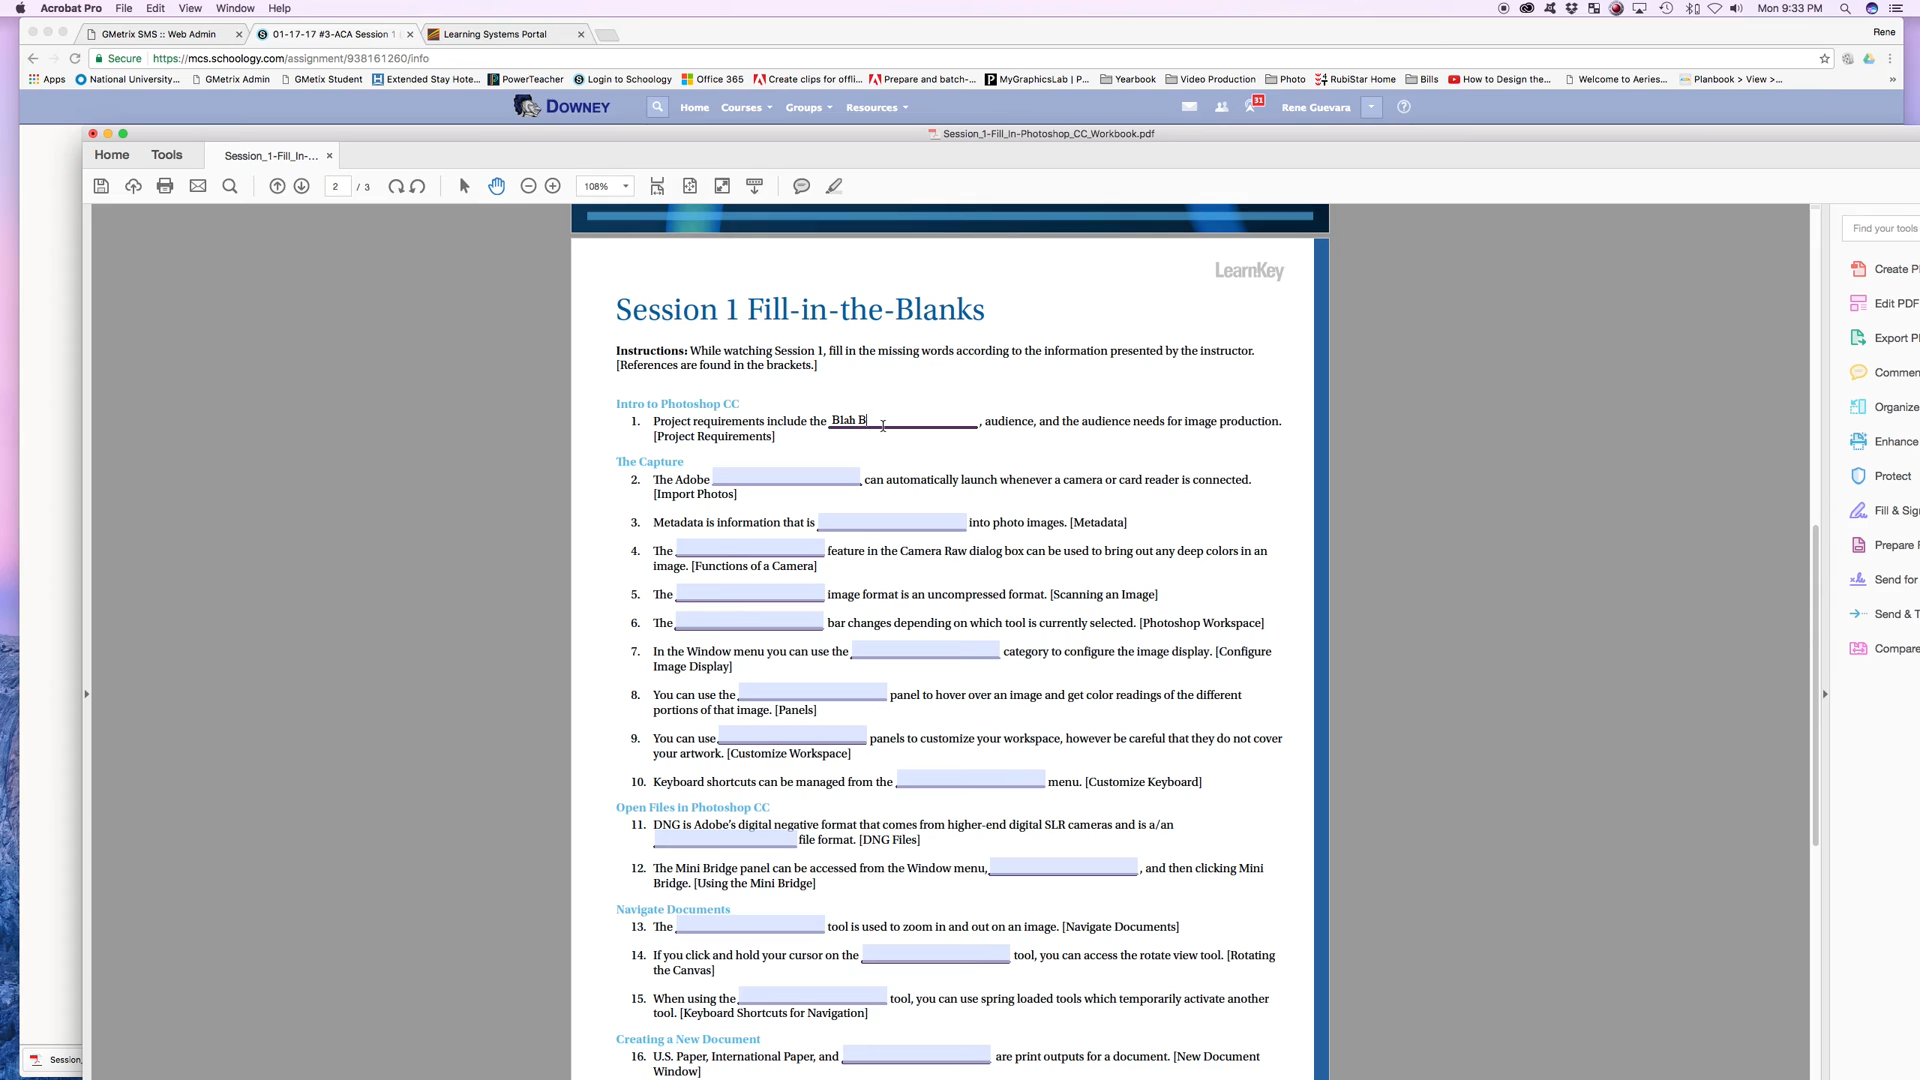 Acrobat Pro File Edit View Window Help Mon 9:33 PM
GMetrix SMS :: Web Admin 01-17-17 #3-ACA Session 1 Learning Systems Portal Rene
Secure https://mcs.schoology.com/assignment/938161260/info
Apps National University... GMetrix Admin GMetix Student Extended Stay Hote... PowerTeacher Login to Schoology Office 365 Create clips for offli... Prepare and batch-... MyGraphicsLab | P... Yearbook Video Production Photo RubiStar Home Bills How to Design the... Welcome to Aeries... Planbook > View >... »
DOWNEY Home Courses Groups Resources 31 Rene Guevara
Session_1-Fill_In-Photoshop_CC_Workbook.pdf
Home Tools Session_1-Fill_In-... ×
2 / 3 108%
Find your tools
LearnKey
Create P
Session 1 Fill-in-the-Blanks
Edit PDF
Export P
Instructions: While watching Session 1, fill in the missing words according to the information presented by the instructor.
[References are found in the brackets.]
Commen
Intro to Photoshop CC
Organize
1. Project requirements include the Blah B , audience, and the audience needs for image production.
[Project Requirements]
Enhance
The Capture
2. The Adobe can automatically launch whenever a camera or card reader is connected.
[Import Photos]
Protect
3. Metadata is information that is into photo images. [Metadata]
Fill & Sig
4. The feature in the Camera Raw dialog box can be used to bring out any deep colors in an
image. [Functions of a Camera]
Prepare F
5. The image format is an uncompressed format. [Scanning an Image]
Send for
6. The bar changes depending on which tool is currently selected. [Photoshop Workspace]
Send & T
7. In the Window menu you can use the category to configure the image display. [Configure
Image Display]
Compare
8. You can use the panel to hover over an image and get color readings of the different
portions of that image. [Panels]
9. You can use panels to customize your workspace, however be careful that they do not cover
your artwork. [Customize Workspace]
10. Keyboard shortcuts can be managed from the menu. [Customize Keyboard]
Open Files in Photoshop CC
11. DNG is Adobe's digital negative format that comes from higher-end digital SLR cameras and is a/an
file format. [DNG Files]
12. The Mini Bridge panel can be accessed from the Window menu, , and then clicking Mini
Bridge. [Using the Mini Bridge]
Navigate Documents
13. The tool is used to zoom in and out on an image. [Navigate Documents]
14. If you click and hold your cursor on the tool, you can access the rotate view tool. [Rotating
the Canvas]
15. When using the tool, you can use spring loaded tools which temporarily activate another
tool. [Keyboard Shortcuts for Navigation]
Creating a New Document
16. U.S. Paper, International Paper, and are print outputs for a document. [New Document
Window]
Session_